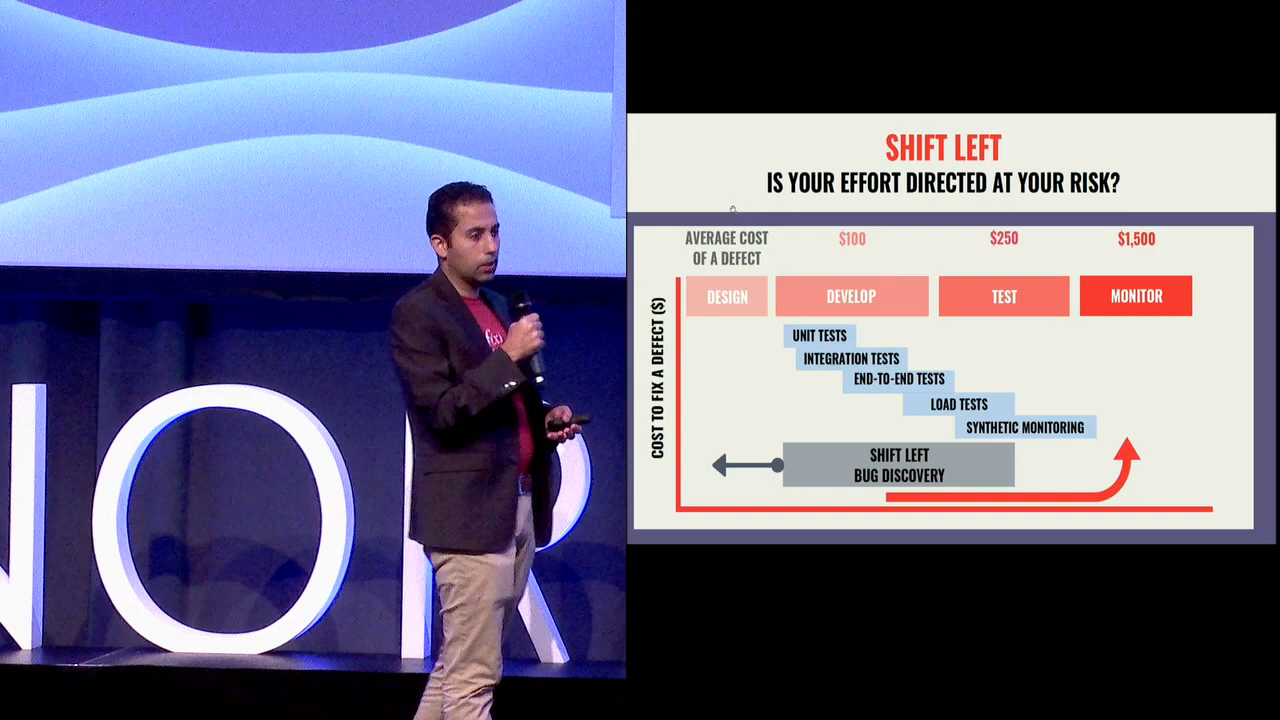 NOR
SHIFT LEFT
IS YOUR EFFORT DIRECTED AT YOUR RISK?
AVERAGE COST
OF A DEFECT
$100
$250
$1,500
DESIGN
DEVELOP
TEST
MONITOR
COST TO FIX A DEFECT ($)
UNIT TESTS
INTEGRATION TESTS
END-TO-END TESTS
LOAD TESTS
SYNTHETIC MONITORING
SHIFT LEFT
BUG DISCOVERY